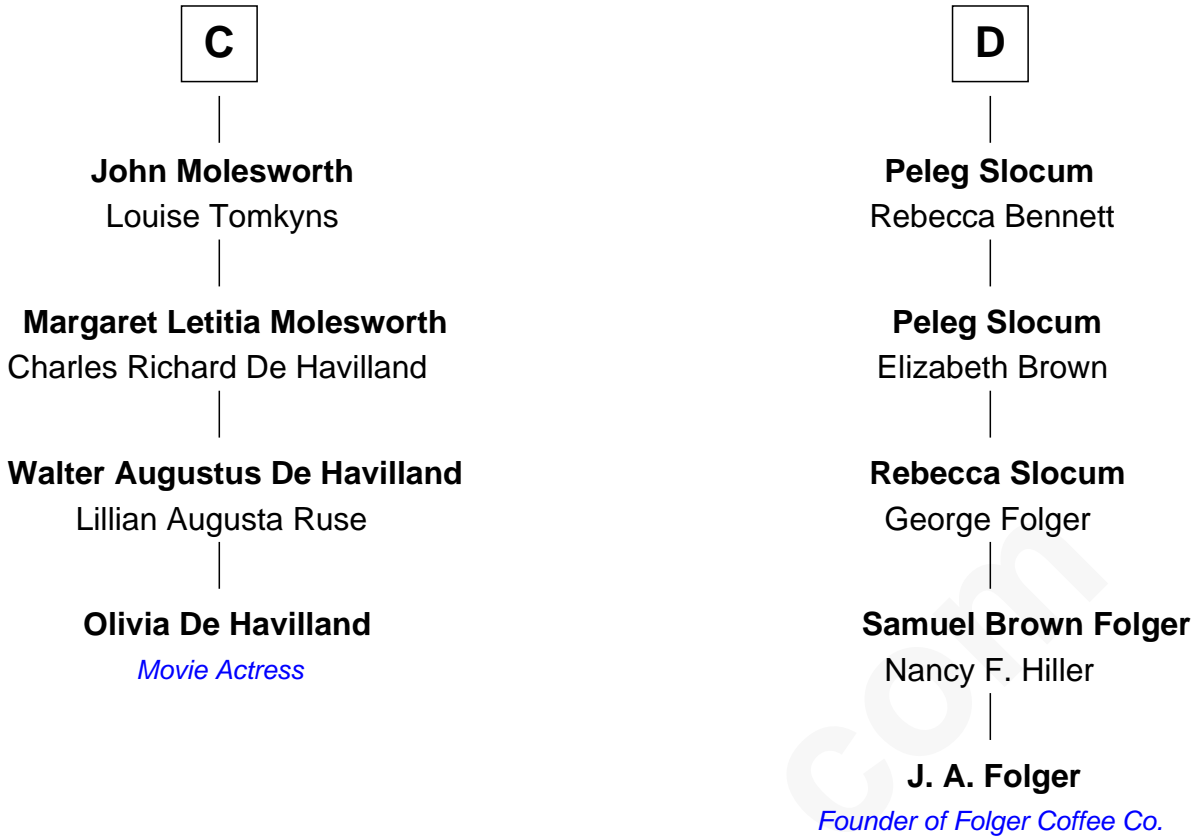 C
John Molesworth
Louise Tomkyns
Margaret Letitia Molesworth
Charles Richard De Havilland
Walter Augustus De Havilland
Lillian Augusta Ruse
Olivia De Havilland
Movie Actress
D
Peleg Slocum
Rebecca Bennett
Peleg Slocum
Elizabeth Brown
Rebecca Slocum
George Folger
Samuel Brown Folger
Nancy F. Hiller
J. A. Folger
Founder of Folger Coffee Co.
com